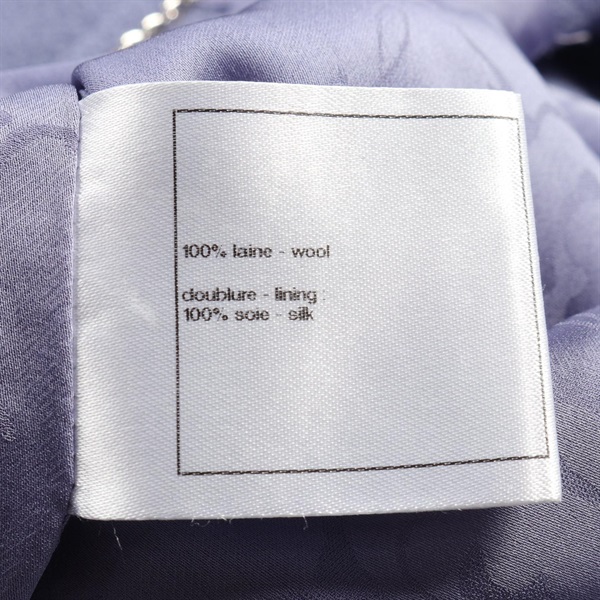 100% laine - wool
doublure - lining :
100% soie - silk